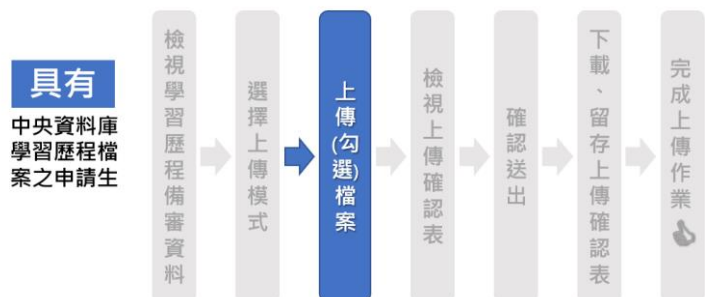 具有
中央資料庫
學習歷程檔
案之申請生
檢視學習歷程備審資料
選擇上傳模式
上傳(勾選)檔案
檢視上傳確認表
確認送出
下載、留存上傳確認表
完成上傳作業